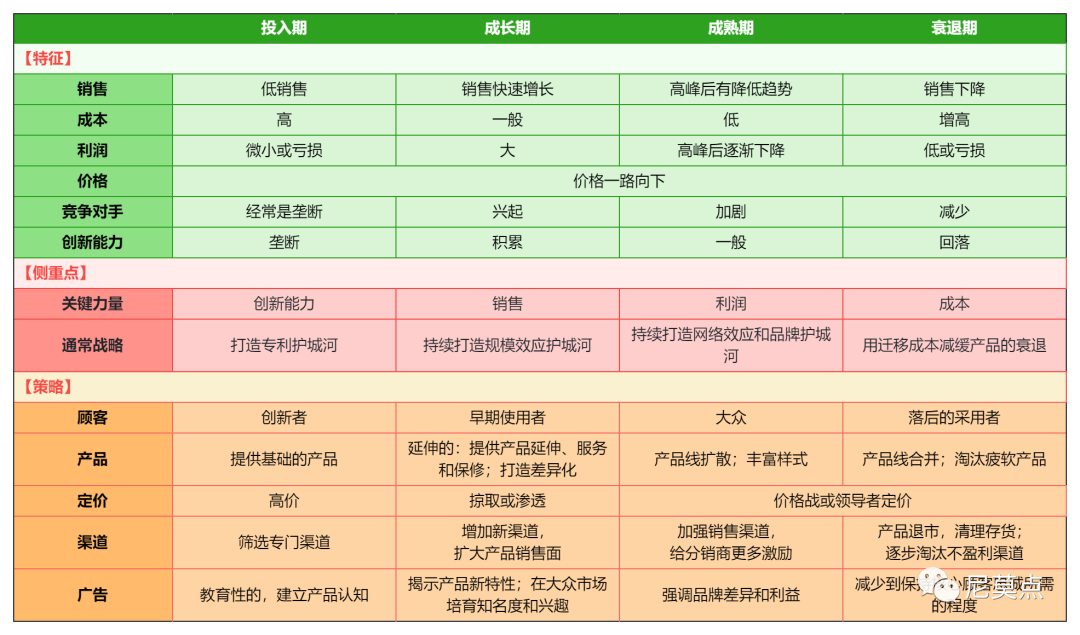 投入期 成长期 成熟期 衰退期
【特征】
销售 低销售 销售快速增长 高峰后有降低趋势 销售下降
成本 高 一般 低 增高
利润 微小或亏损 大 高峰后逐渐下降 低或亏损
价格 价格一路向下
竞争对手 经常是垄断 兴起 加剧 减少
创新能力 垄断 积累 一般 回落
【侧重点】
关键力量 创新能力 销售 利润 成本
通常战略 打造专利护城河 持续打造规模效应护城河 持续打造网络效应和品牌护城
河 用迁移成本减缓产品的衰退
【策略】
顾客 创新者 早期使用者 大众 落后的采用者
产品 提供基础的产品 延伸的：提供产品延伸、服务
和保修；打造差异化 产品线扩散；丰富样式 产品线合并；淘汰疲软产品
定价 高价 掠取或渗透 价格战或领导者定价
渠道 筛选专门渠道 增加新渠道，
扩大产品销售面 加强销售渠道，
给分销商更多激励 产品退市，清理存货；
逐步淘汰不盈利渠道
广告 教育性的，建立产品认知 揭示产品新特性；在大众市场
培育知名度和兴趣 强调品牌差异和利益 减少到保 需
的程度
尼莫点